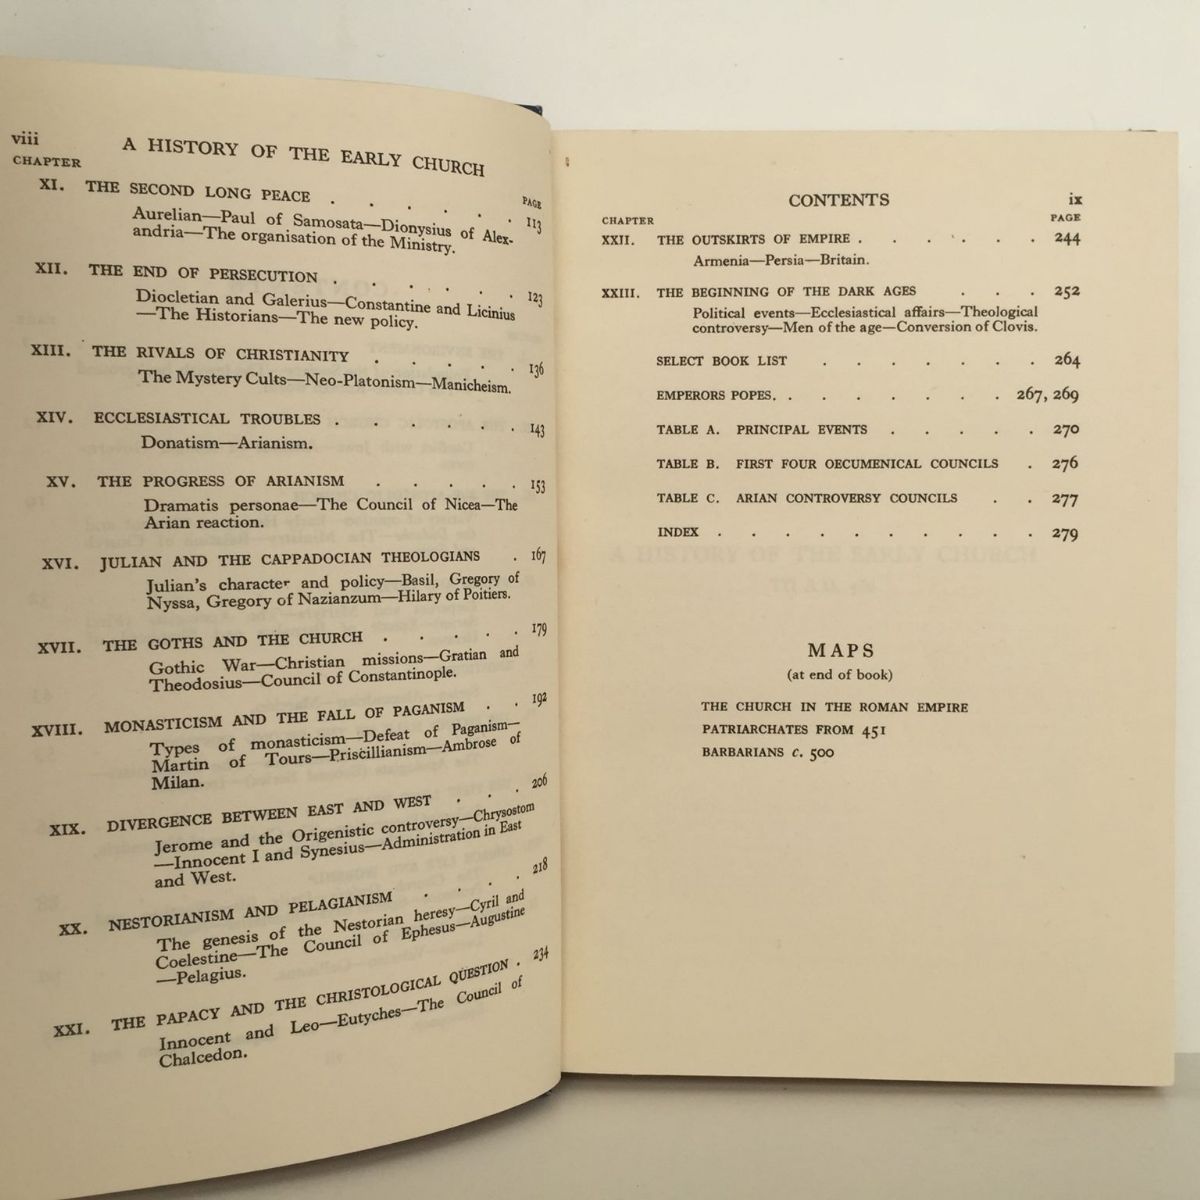 viii
A HISTORY OF THE EARLY CHURCH
CHAPTER
PAGE
XI. THE SECOND LONG PEACE . . . . . . 113
Aurelian—Paul of Samosata—Dionysius of Alex-
andria—The organisation of the Ministry.
XII. THE END OF PERSECUTION . . . . . . 123
Diocletian and Galerius—Constantine and Licinius
—The Historians—The new policy.
XIII. THE RIVALS OF CHRISTIANITY . . . . . 136
The Mystery Cults—Neo-Platonism—Manicheism.
XIV. ECCLESIASTICAL TROUBLES . . . . . . 143
Donatism—Arianism.
XV. THE PROGRESS OF ARIANISM . . . . . 153
Dramatis personae—The Council of Nicea—The
Arian reaction.
XVI. JULIAN AND THE CAPPADOCIAN THEOLOGIANS . 167
Julian's character and policy—Basil, Gregory of
Nyssa, Gregory of Nazianzum—Hilary of Poitiers.
XVII. THE GOTHS AND THE CHURCH . . . . . 179
Gothic War—Christian missions—Gratian and
Theodosius—Council of Constantinople.
XVIII. MONASTICISM AND THE FALL OF PAGANISM . . 192
Types of monasticism—Defeat of Paganism—
Martin of Tours—Priscillianism—Ambrose of
Milan.
XIX. DIVERGENCE BETWEEN EAST AND WEST . . . 206
Jerome and the Origenistic controversy—Chrysostom
—Innocent I and Synesius—Administration in East
and West.
XX. NESTORIANISM AND PELAGIANISM . . . . 218
The genesis of the Nestorian heresy—Cyril and
Coelestine—The Council of Ephesus—Augustine
—Pelagius.
XXI. THE PAPACY AND THE CHRISTOLOGICAL QUESTION . 234
Innocent and Leo—Eutyches—The Council of
Chalcedon.
CONTENTS ix
CHAPTER PAGE
XXII. THE OUTSKIRTS OF EMPIRE . . . . . . 244
Armenia—Persia—Britain.
XXIII. THE BEGINNING OF THE DARK AGES . . . 252
Political events—Ecclesiastical affairs—Theological
controversy—Men of the age—Conversion of Clovis.
SELECT BOOK LIST . . . . . . . 264
EMPERORS POPES. . . . . . . . 267, 269
TABLE A. PRINCIPAL EVENTS . . . . . 270
TABLE B. FIRST FOUR OECUMENICAL COUNCILS . 276
TABLE C. ARIAN CONTROVERSY COUNCILS . . 277
INDEX . . . . . . . . . . 279
MAPS
(at end of book)
THE CHURCH IN THE ROMAN EMPIRE
PATRIARCHATES FROM 451
BARBARIANS c. 500